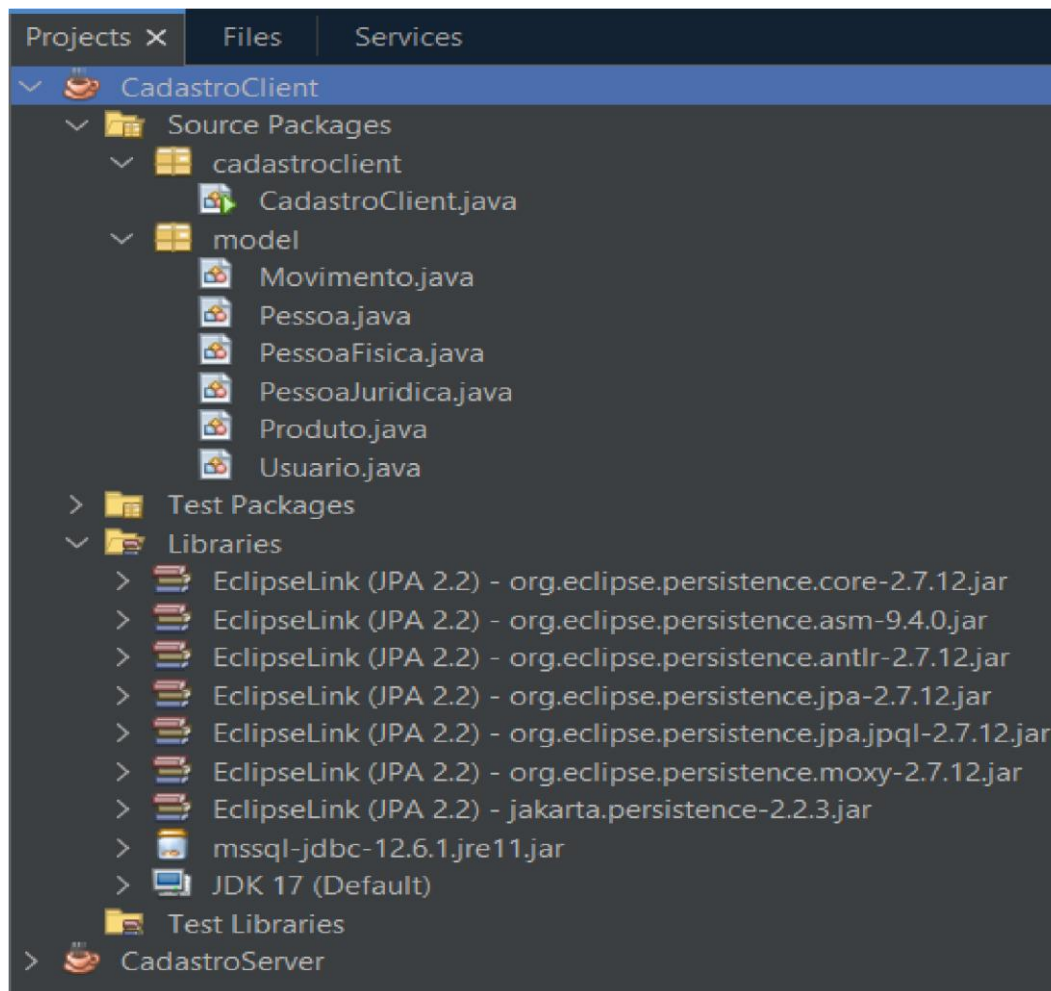 Projects Files Services
CadastroClient
Source Packages
cadastroclient
CadastroClient.java
model
Movimento.java
Pessoa.java
PessoaFisica.java
PessoaJuridica.java
Produto.java
Usuario.java
Test Packages
Libraries
EclipseLink (JPA 2.2) - org.eclipse.persistence.core-2.7.12.jar
EclipseLink (JPA 2.2) - org.eclipse.persistence.asm-9.4.0.jar
EclipseLink (JPA 2.2) - org.eclipse.persistence.antlr-2.7.12.jar
EclipseLink (JPA 2.2) - org.eclipse.persistence.jpa-2.7.12.jar
EclipseLink (JPA 2.2) - org.eclipse.persistence.jpa.jpql-2.7.12.jar
EclipseLink (JPA 2.2) - org.eclipse.persistence.moxy-2.7.12.jar
EclipseLink (JPA 2.2) - jakarta.persistence-2.2.3.jar
mssql-jdbc-12.6.1.jre11.jar
JDK 17 (Default)
Test Libraries
CadastroServer